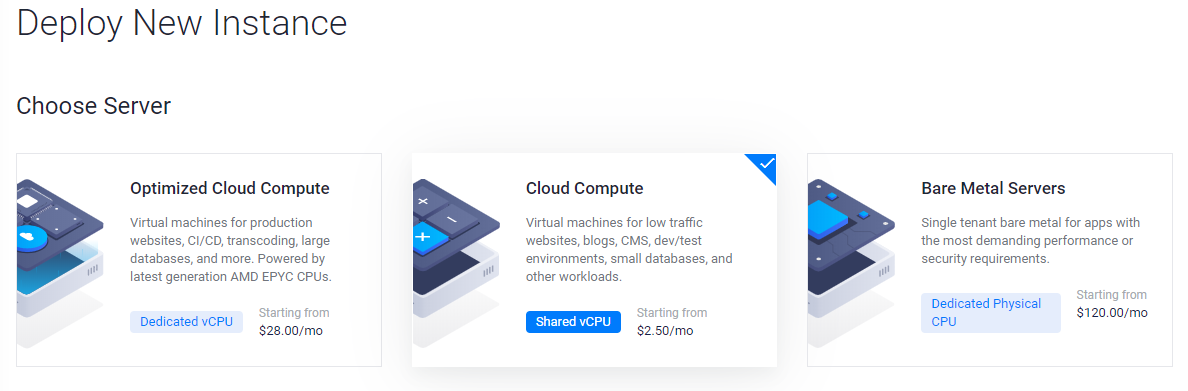 Deploy New Instance
Choose Server
Optimized Cloud Compute
Virtual machines for production
websites, CI/CD, transcoding, large
databases, and more. Powered by
latest generation AMD EPYC CPUs.
Dedicated vCPU
Starting from
$28.00/mo
Cloud Compute
Virtual machines for low traffic
websites, blogs, CMS, dev/test
environments, small databases, and
other workloads.
Shared vCPU
Starting from
$2.50/mo
Bare Metal Servers
Single tenant bare metal for apps with
the most demanding performance or
security requirements.
Dedicated Physical
CPU
Starting from
$120.00/mo